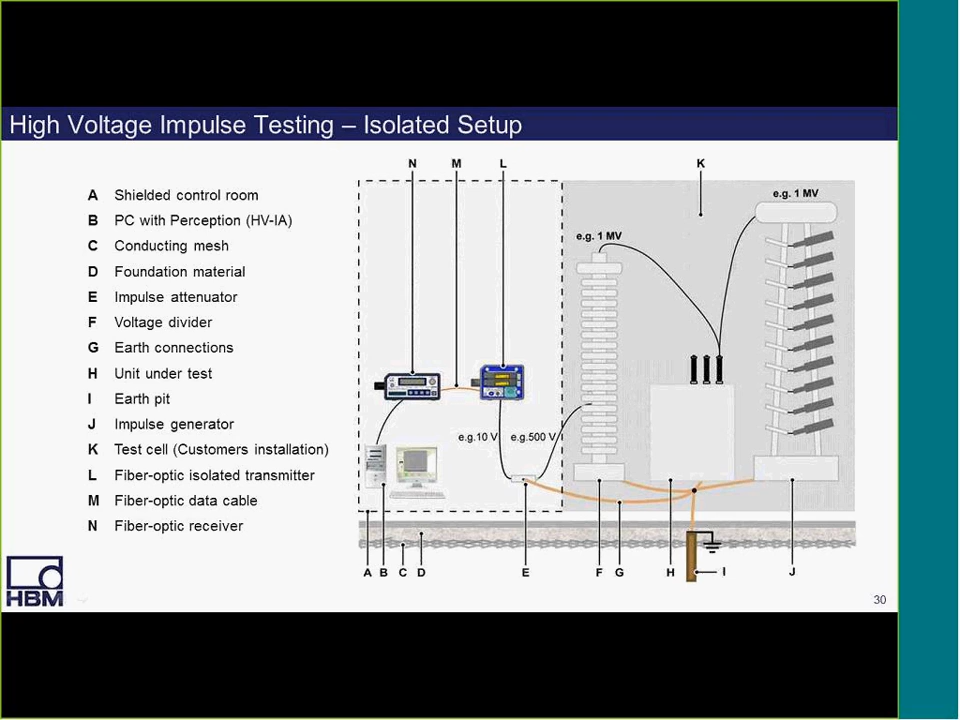 High Voltage Impulse Testing – Isolated Setup
N M L K
A Shielded control room
B PC with Perception (HV-IA)
C Conducting mesh
D Foundation material
E Impulse attenuator
F Voltage divider
G Earth connections
H Unit under test
I Earth pit
J Impulse generator
K Test cell (Customers installation)
L Fiber-optic isolated transmitter
M Fiber-optic data cable
N Fiber-optic receiver
e.g. 1 MV
e.g. 1 MV
e.g.10 V
e.g.500 V
A B C D E F G H I J
HBM
30